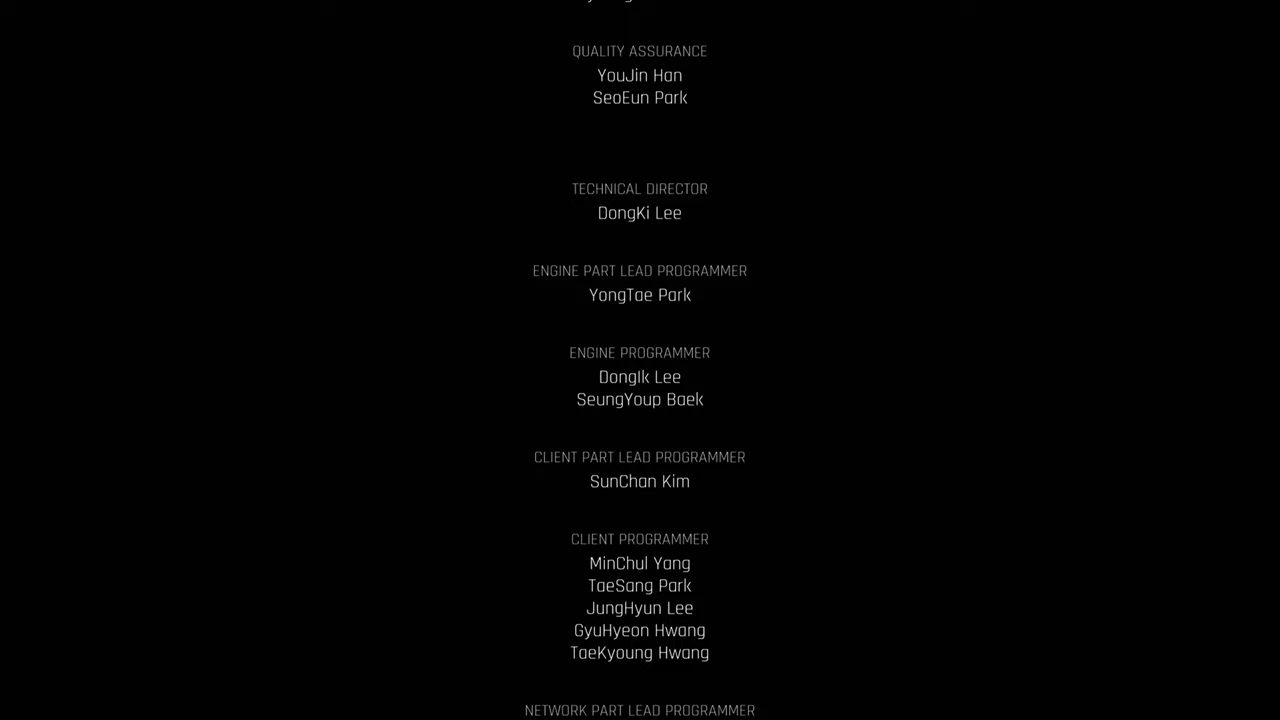 QUALITY ASSURANCE
YouJin Han
SeoEun Park
TECHNICAL DIRECTOR
DongKi Lee
ENGINE PART LEAD PROGRAMMER
YongTae Park
ENGINE PROGRAMMER
DongIk Lee
SeungYoup Baek
CLIENT PART LEAD PROGRAMMER
SunChan Kim
CLIENT PROGRAMMER
MinChul Yang
TaeSang Park
JungHyun Lee
GyuHyeon Hwang
TaeKyoung Hwang
NETWORK PART LEAD PROGRAMMER